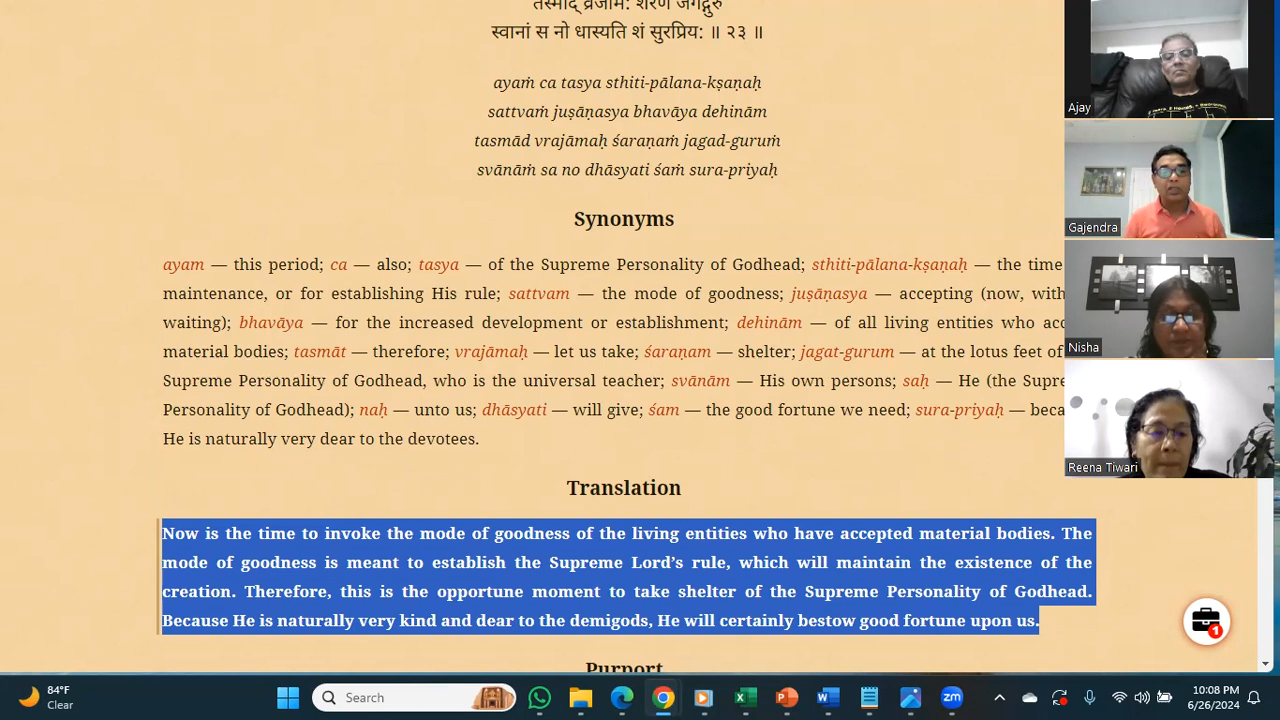 तस्माद् व्रजाम: शरणं जगद्गुरुं
स्वानां स नो धास्यति शं सुरप्रिय: ॥ २३ ॥
ayaṁ ca tasya sthiti-pālana-kṣaṇaḥ
sattvaṁ juṣāṇasya bhavāya dehinām
tasmād vrajāmaḥ śaraṇaṁ jagad-guruṁ
svānāṁ sa no dhāsyati śaṁ sura-priyaḥ
Synonyms
ayam — this period; ca — also; tasya — of the Supreme Personality of Godhead; sthiti-pālana-kṣaṇaḥ — the time
maintenance, or for establishing His rule; sattvam — the mode of goodness; juṣāṇasya — accepting (now, with
waiting); bhavāya — for the increased development or establishment; dehinām — of all living entities who
material bodies; tasmāt — therefore; vrajāmaḥ — let us take; śaraṇam — shelter; jagat-gurum — at the lotus feet of
Supreme Personality of Godhead, who is the universal teacher; svānām — His own persons; saḥ — He (the
Personality of Godhead); naḥ — unto us; dhāsyati — will give; śam — the good fortune we need; sura-priyaḥ —
He is naturally very dear to the devotees.
Translation
Now is the time to invoke the mode of goodness of the living entities who have accepted material bodies. The
mode of goodness is meant to establish the Supreme Lord’s rule, which will maintain the existence of the
creation. Therefore, this is the opportune moment to take shelter of the Supreme Personality of Godhead.
Because He is naturally very kind and dear to the demigods, He will certainly bestow good fortune upon us.
Purport
Ajay
Gajendra
Nisha
Reena Tiwari
1
84°F
Clear
Search
zm
10:08 PM
6/26/2024